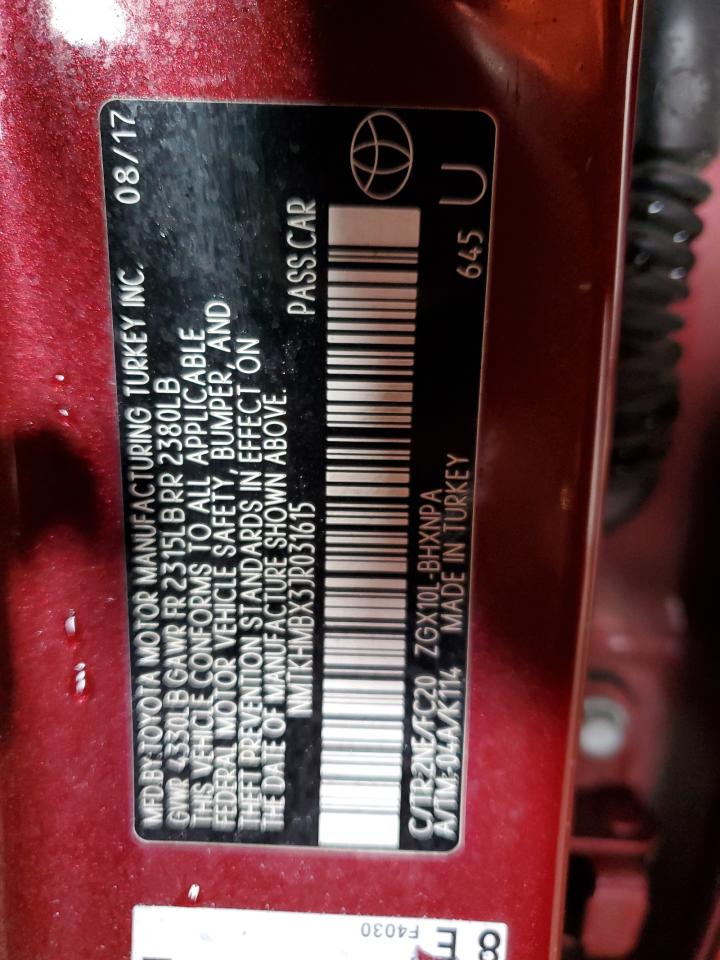 MFD BY: TOYOTA MOTOR MANUFACTURING TURKEY INC. 08/17
GVWR 4330LB GAWR FR 2315LB RR 2380LB
THIS VEHICLE CONFORMS TO ALL APPLICABLE
FEDERAL MOTOR VEHICLE SAFETY, BUMPER, AND
THEFT PREVENTION STANDARDS IN EFFECT ON
THE DATE OF MANUFACTURE SHOWN ABOVE.
NMTKHMBX3JR031615 PASS.CAR
C/TR:2NE/FC20 ZGX10L-BHXNPA 645 U
A/TM:04A/K114 MADE IN TURKEY
F4030